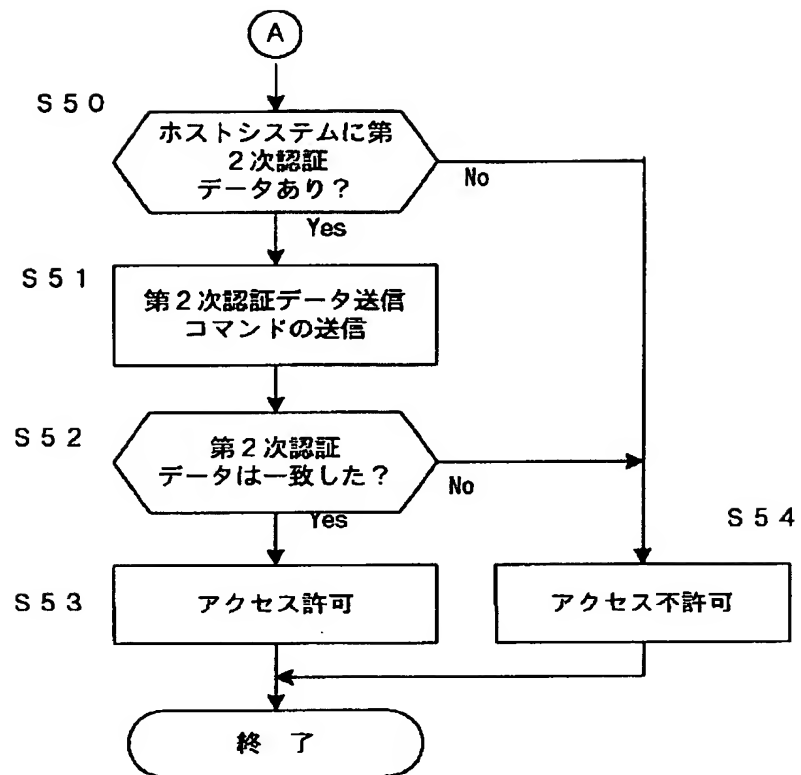 A
S50
ホストシステムに第
2次認証
データあり?
No
Yes
S51
第2次認証データ送信
コマンドの送信
S52
第2次認証
データは一致した?
No
Yes
S54
S53
アクセス許可
アクセス不許可
終 了